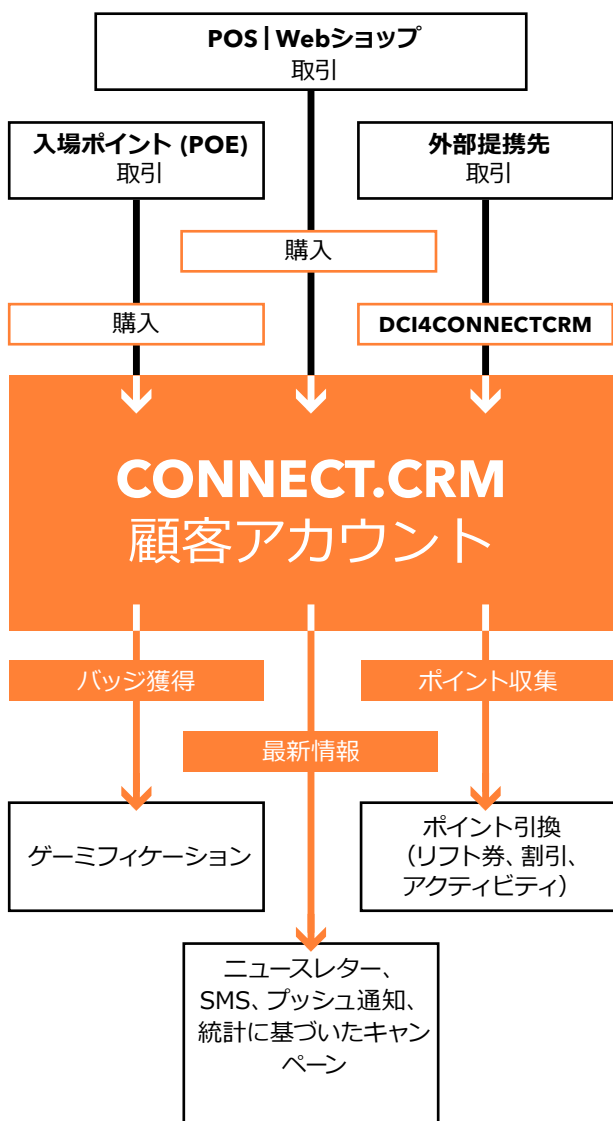 POS | Webショップ
取引
入場ポイント (POE)
取引
外部提携先
取引
購入
購入
DCI4CONNECTCRM
CONNECT.CRM
顧客アカウント
バッジ獲得
ポイント収集
最新情報
ゲーミフィケーション
ポイント引換
（リフト券、割引、
アクティビティ）
ニュースレター、
SMS、プッシュ通知、
統計に基づいたキャン
ペーン